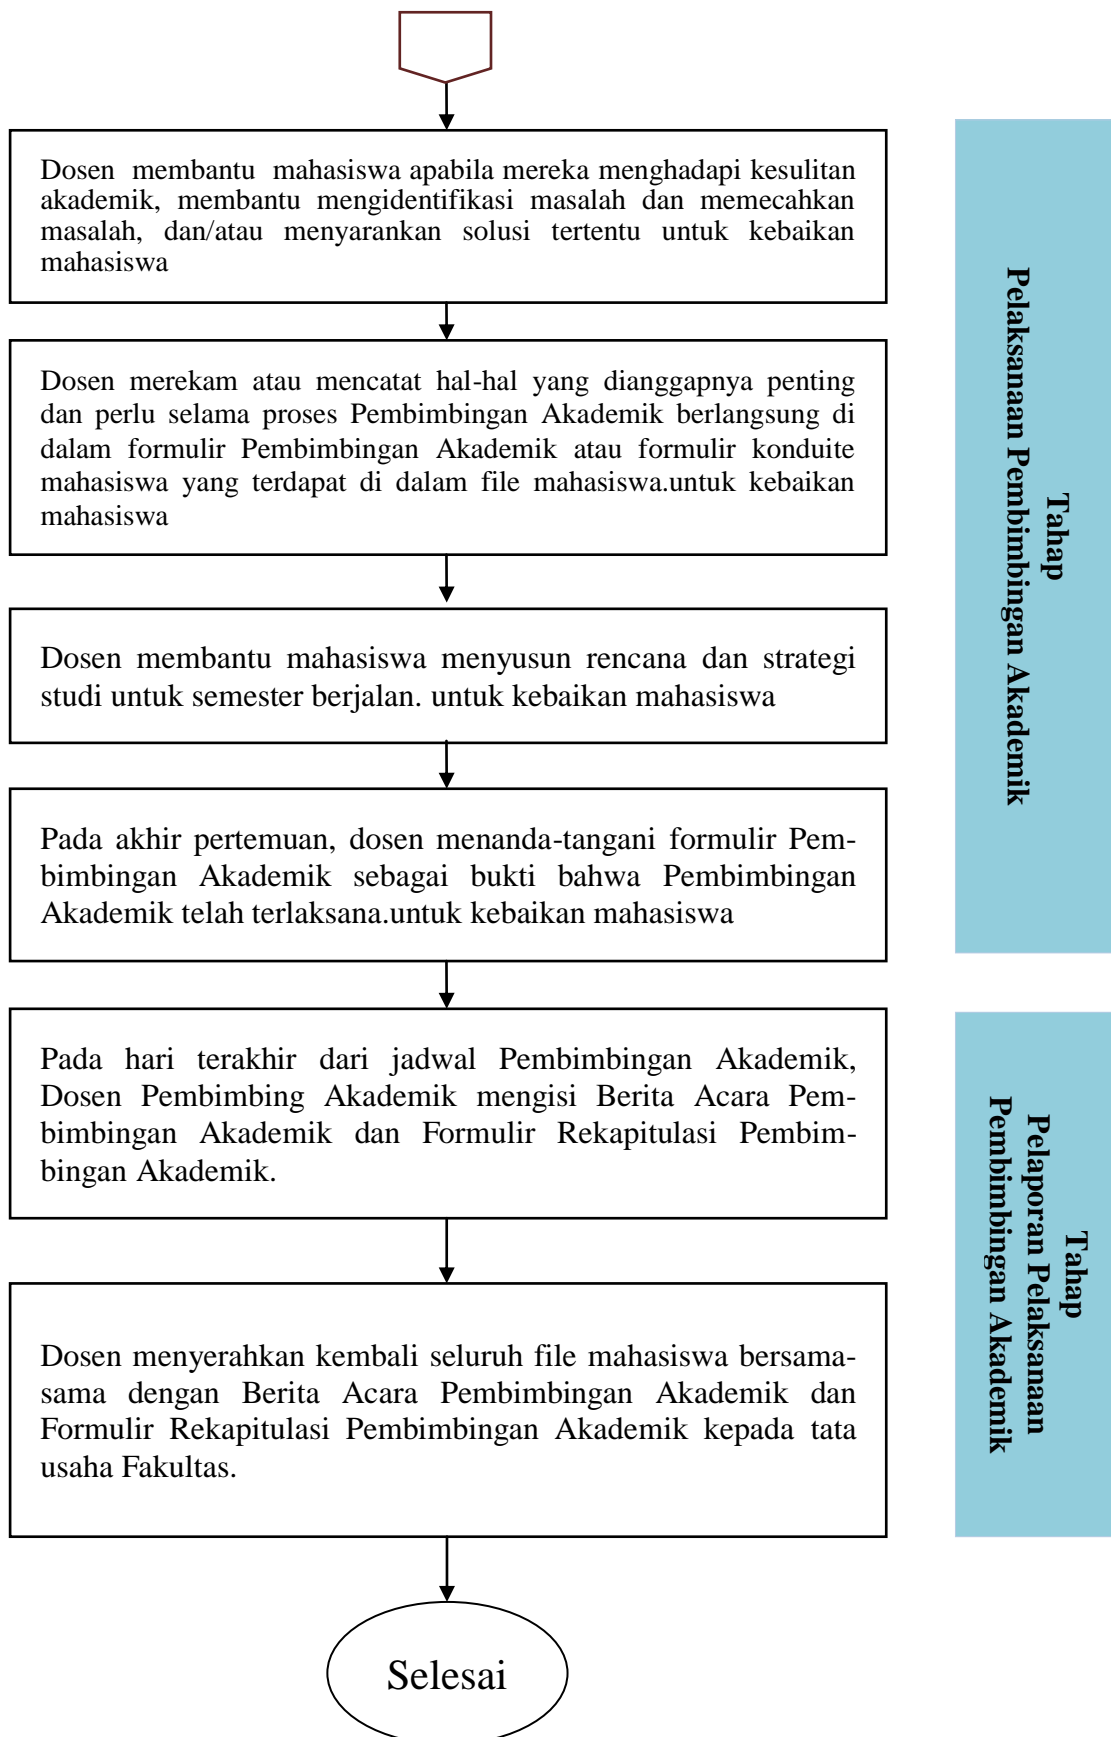 Dosen membantu mahasiswa apabila mereka menghadapi kesulitan
akademik, membantu mengidentifikasi masalah dan memecahkan
masalah, dan/atau menyarankan solusi tertentu untuk kebaikan
mahasiswa
Dosen merekam atau mencatat hal-hal yang dianggapnya penting
dan perlu selama proses Pembimbingan Akademik berlangsung di
dalam formulir Pembimbingan Akademik atau formulir konduite
mahasiswa yang terdapat di dalam file mahasiswa.untuk kebaikan
mahasiswa
Dosen membantu mahasiswa menyusun rencana dan strategi
studi untuk semester berjalan. untuk kebaikan mahasiswa
Pada akhir pertemuan, dosen menanda-tangani formulir Pem-
bimbingan Akademik sebagai bukti bahwa Pembimbingan
Akademik telah terlaksana.untuk kebaikan mahasiswa
Tahap
Pelaksanaan Pembimbingan Akademik
Pada hari terakhir dari jadwal Pembimbingan Akademik,
Dosen Pembimbing Akademik mengisi Berita Acara Pem-
bimbingan Akademik dan Formulir Rekapitulasi Pembim-
bingan Akademik.
Dosen menyerahkan kembali seluruh file mahasiswa bersama-
sama dengan Berita Acara Pembimbingan Akademik dan
Formulir Rekapitulasi Pembimbingan Akademik kepada tata
usaha Fakultas.
Tahap
Pelaporan Pelaksanaan
Pembimbingan Akademik
Selesai